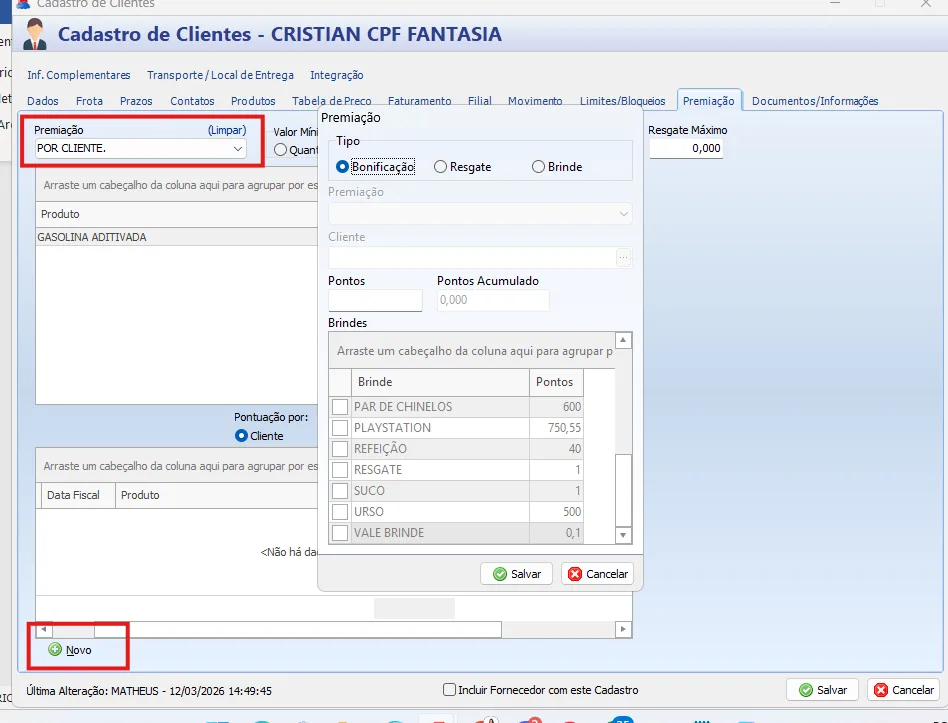 Cadastro de Clientes
Cadastro de Clientes - CRISTIAN CPF FANTASIA
Inf. Complementares Transporte / Local de Entrega Integração
Dados Frota Prazos Contatos Produtos Tabela de Preço Faturamento Filial Movimento Limites/Bloqueios Premiação Documentos/Informações
Premiação (Limpar)
POR CLIENTE.
Valor Míni
Quant
Resgate Máximo
0,000
Arraste um cabeçalho da coluna aqui para agrupar por es
Produto
GASOLINA ADITIVADA
Pontuação por:
Cliente
Arraste um cabeçalho da coluna aqui para agrupar por es
Data Fiscal Produto
<Não há da
Novo
Premiação
Tipo
Bonificação Resgate Brinde
Premiação
Cliente
...
Pontos Pontos Acumulado
0,000
Brindes
Arraste um cabeçalho da coluna aqui para agrupar p
Brinde Pontos
PAR DE CHINELOS 600
PLAYSTATION 750,55
REFEIÇÃO 40
RESGATE 1
SUCO 1
URSO 500
VALE BRINDE 0,1
Salvar Cancelar
Última Alteração: MATHEUS - 12/03/2026 14:49:45
Incluir Fornecedor com este Cadastro
Salvar Cancelar